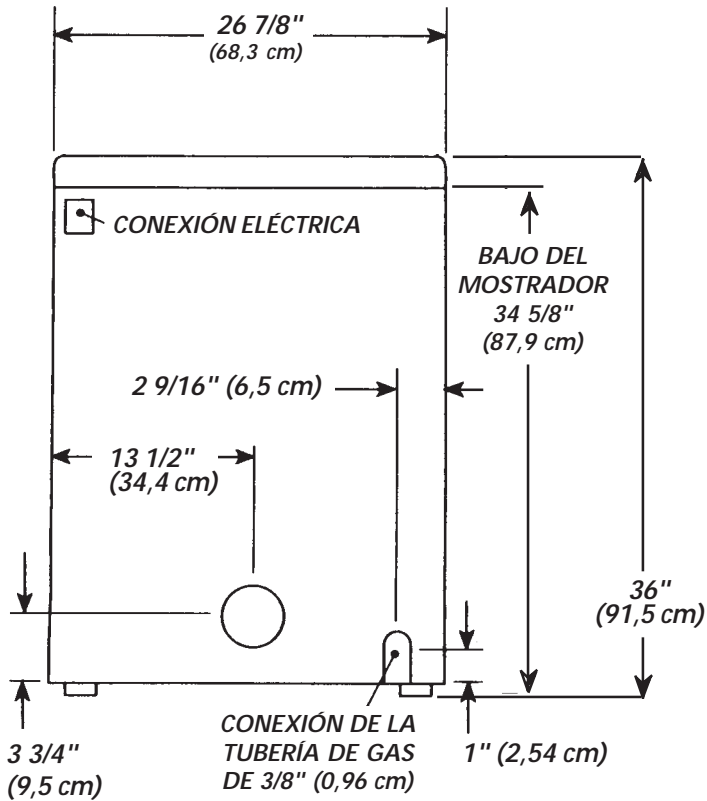 26 7/8"
(68,3 cm)
CONEXIÓN ELÉCTRICA
BAJO DEL
MOSTRADOR
34 5/8"
(87,9 cm)
2 9/16" (6,5 cm)
13 1/2"
(34,4 cm)
36"
(91,5 cm)
3 3/4"
(9,5 cm)
CONEXIÓN DE LA
TUBERÍA DE GAS
DE 3/8" (0,96 cm)
1" (2,54 cm)